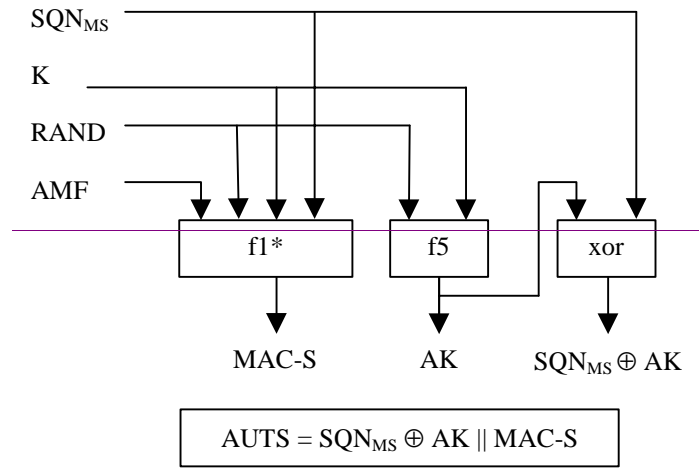 SQN_MS
K
RAND
AMF
f1* f5 xor
MAC-S AK SQN_MS ⊕ AK
AUTS = SQN_MS ⊕ AK || MAC-S